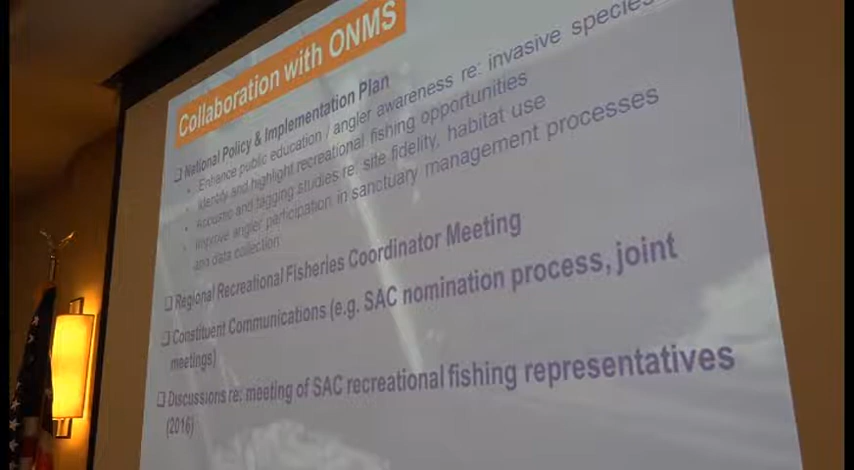 Collaboration with ONMS
❑ National Policy & Implementation Plan
• Enhance public education / angler awareness re: invasive species
• Identify and highlight recreational fishing opportunities
• Acoustic and tagging studies re: site fidelity, habitat use
• Improve angler participation in sanctuary management processes
and data collection
❑ Regional Recreational Fisheries Coordinator Meeting
❑ Constituent Communications (e.g. SAC nomination process, joint
meetings)
❑ Discussions re: meeting of SAC recreational fishing representatives
(2016)